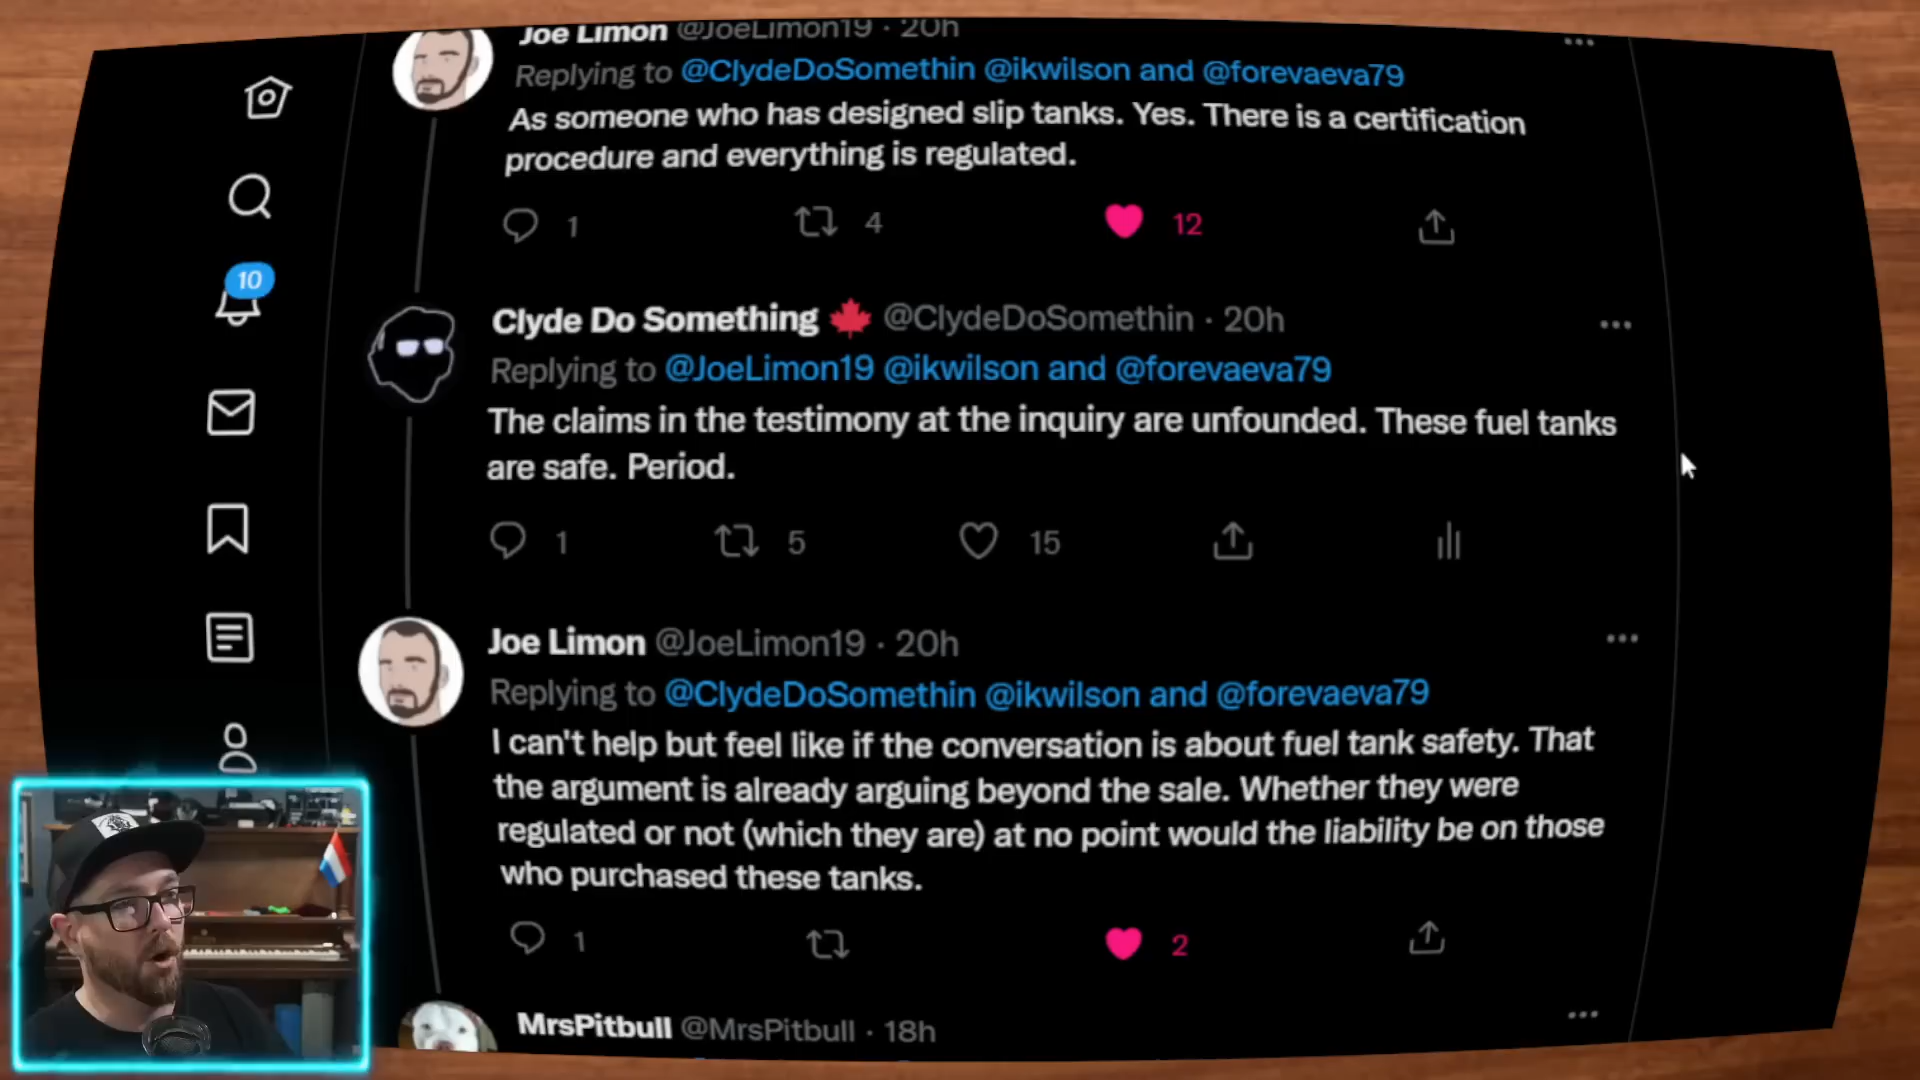 Joe Limon @JoeLimon19 · 20h
Replying to @ClydeDoSomethin @ikwilson and @forevaeva79
As someone who has designed slip tanks. Yes. There is a certification
procedure and everything is regulated.
1 4 12
10
Clyde Do Something @ClydeDoSomethin · 20h
Replying to @JoeLimon19 @ikwilson and @forevaeva79
The claims in the testimony at the inquiry are unfounded. These fuel tanks
are safe. Period.
1 5 15
Joe Limon @JoeLimon19 · 20h
Replying to @ClydeDoSomethin @ikwilson and @forevaeva79
I can't help but feel like if the conversation is about fuel tank safety. That
the argument is already arguing beyond the sale. Whether they were
regulated or not (which they are) at no point would the liability be on those
who purchased these tanks.
1 2
MrsPitbull @MrsPitbull · 18h